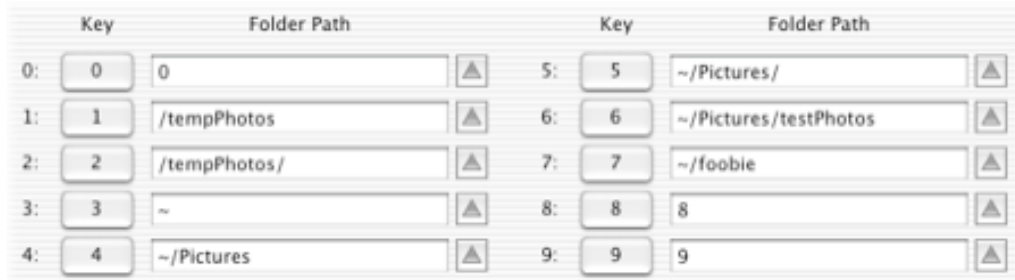 Key Folder Path Key Folder Path
0: 0 0 5: 5 ~/Pictures/
1: 1 /tempPhotos 6: 6 ~/Pictures/testPhotos
2: 2 /tempPhotos/ 7: 7 ~/foobie
3: 3 ~ 8: 8 8
4: 4 ~/Pictures 9: 9 9